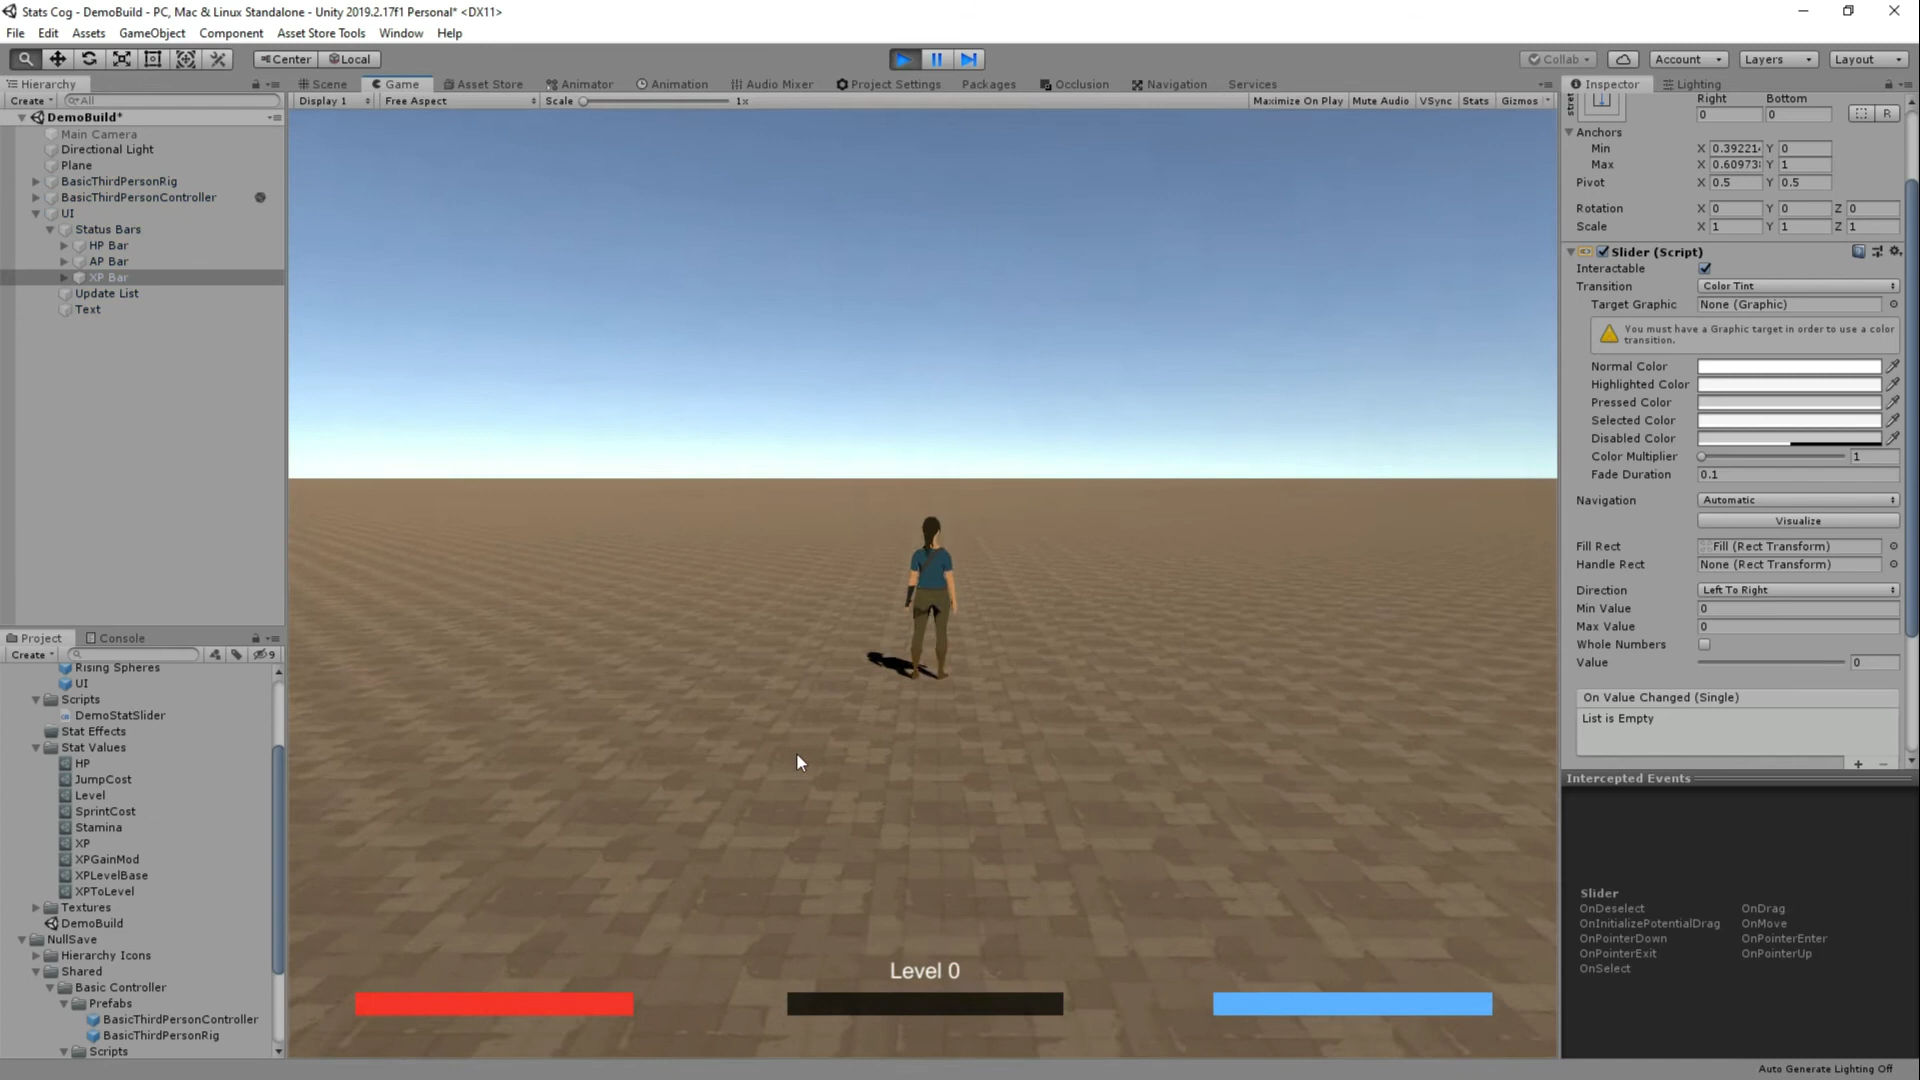 Stats Cog - DemoBuild - PC, Mac & Linux Standalone - Unity 2019.2.17f1 Personal* <DX11>
File Edit Assets GameObject Component Asset Store Tools Window Help
Center Local Collab Account Layers Layout
Hierarchy
Create All
DemoBuild*
Main Camera
Directional Light
Plane
BasicThirdPersonRig
BasicThirdPersonController
UI
Status Bars
HP Bar
AP Bar
XP Bar
Update List
Text
Project Console
Create 9
Rising Spheres
UI
Scripts
DemoStatSlider
Stat Effects
Stat Values
HP
JumpCost
Level
SprintCost
Stamina
XP
XPGainMod
XPLevelBase
XPToLevel
Textures
DemoBuild
NullSave
Hierarchy Icons
Shared
Basic Controller
Prefabs
BasicThirdPersonController
BasicThirdPersonRig
Scripts
Scene Game Asset Store Animator Animation Audio Mixer Project Settings Packages Occlusion Navigation Services
Display 1 Free Aspect Scale 1x Maximize On Play Mute Audio VSync Stats Gizmos
Level 0
Inspector Lighting
Right Bottom
0 0 R
Anchors
Min X 0.39221 Y 0
Max X 0.60973 Y 1
Pivot X 0.5 Y 0.5
Rotation X 0 Y 0 Z 0
Scale X 1 Y 1 Z 1
Slider (Script)
Interactable
Transition Color Tint
Target Graphic None (Graphic)
You must have a Graphic target in order to use a color
transition.
Normal Color
Highlighted Color
Pressed Color
Selected Color
Disabled Color
Color Multiplier 1
Fade Duration 0.1
Navigation Automatic
Visualize
Fill Rect Fill (Rect Transform)
Handle Rect None (Rect Transform)
Direction Left To Right
Min Value 0
Max Value 0
Whole Numbers
Value 0
On Value Changed (Single)
List is Empty
Intercepted Events
Slider
OnDeselect OnDrag
OnInitializePotentialDrag OnMove
OnPointerDown OnPointerEnter
OnPointerExit OnPointerUp
OnSelect
Auto Generate Lighting Off